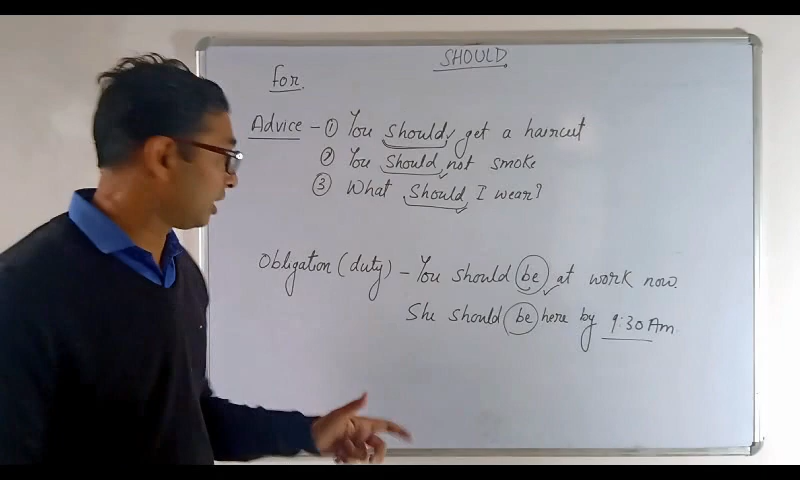 SHOULD
for
Advice - ① You should get a haircut
② You should not smoke
③ What should I wear?
Obligation (duty) - You should be at work now.
She should be here by 9:30 Am.